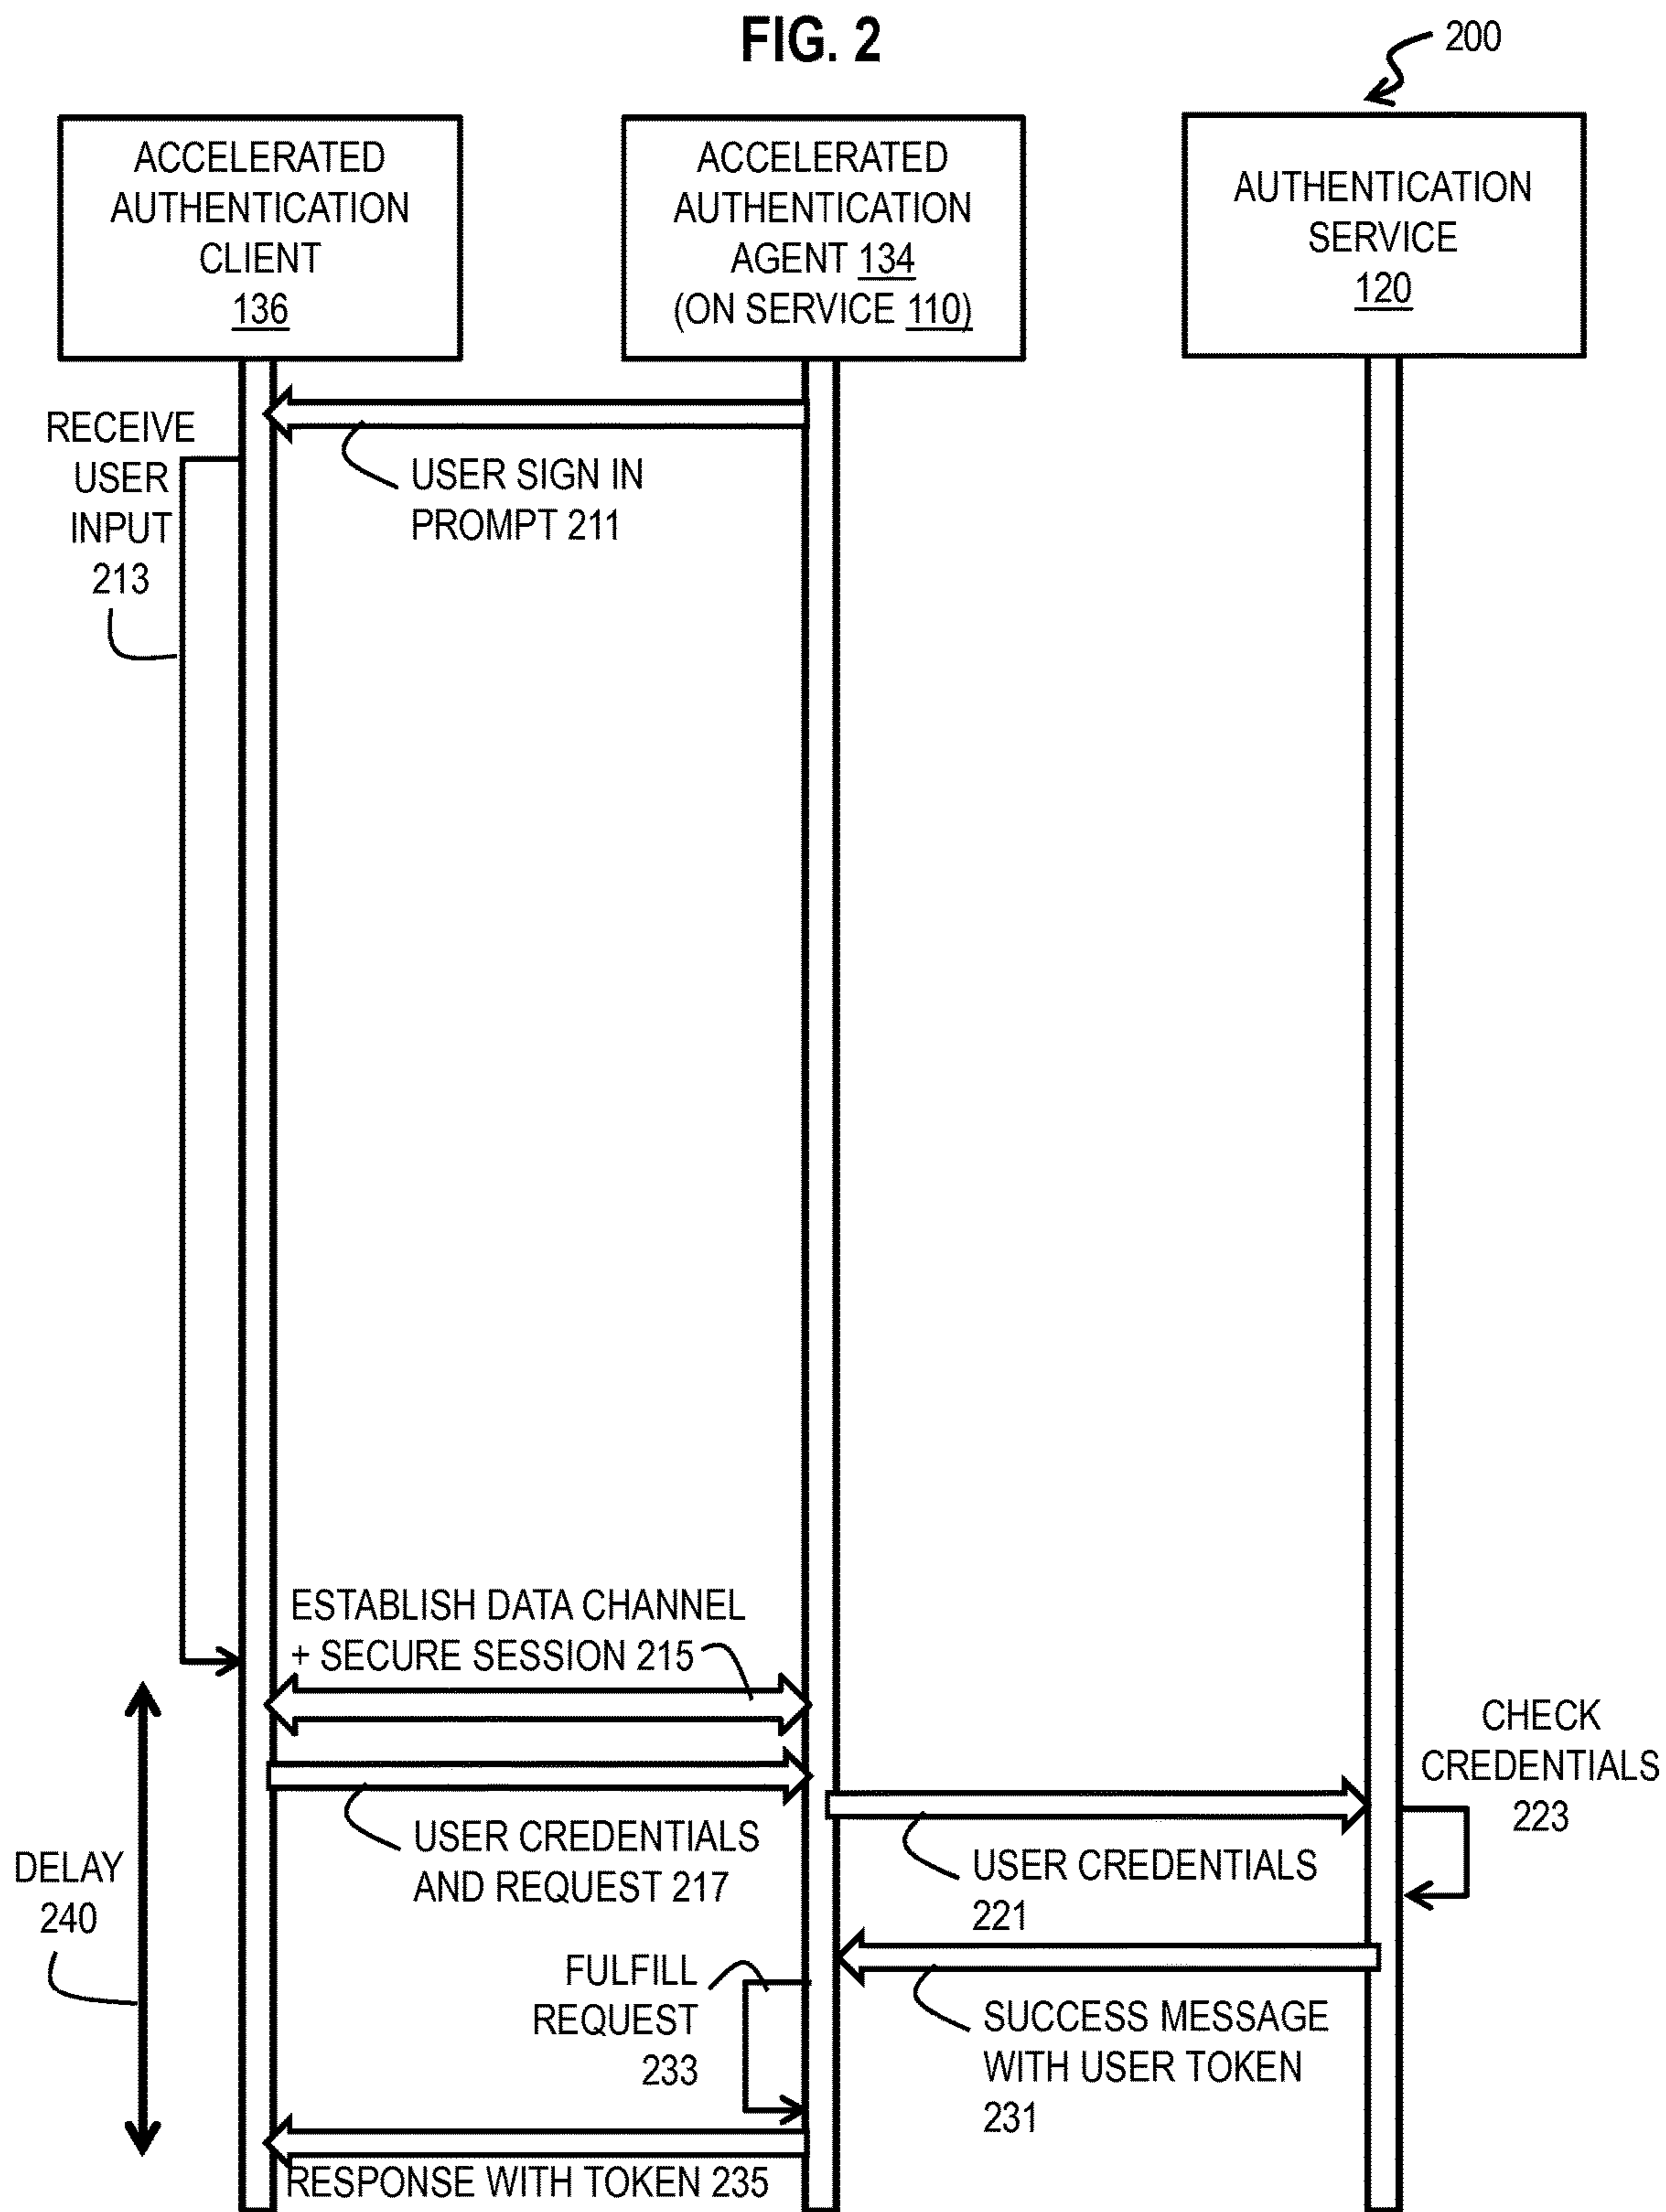 FIG. 2
200
ACCELERATED
AUTHENTICATION
CLIENT
136
ACCELERATED
AUTHENTICATION
AGENT 134
(ON SERVICE 110)
AUTHENTICATION
SERVICE
120
RECEIVE
USER
INPUT
213
USER SIGN IN
PROMPT 211
ESTABLISH DATA CHANNEL
+ SECURE SESSION 215
USER CREDENTIALS
AND REQUEST 217
CHECK
CREDENTIALS
223
USER CREDENTIALS
221
DELAY
240
FULFILL
REQUEST
233
SUCCESS MESSAGE
WITH USER TOKEN
231
RESPONSE WITH TOKEN 235